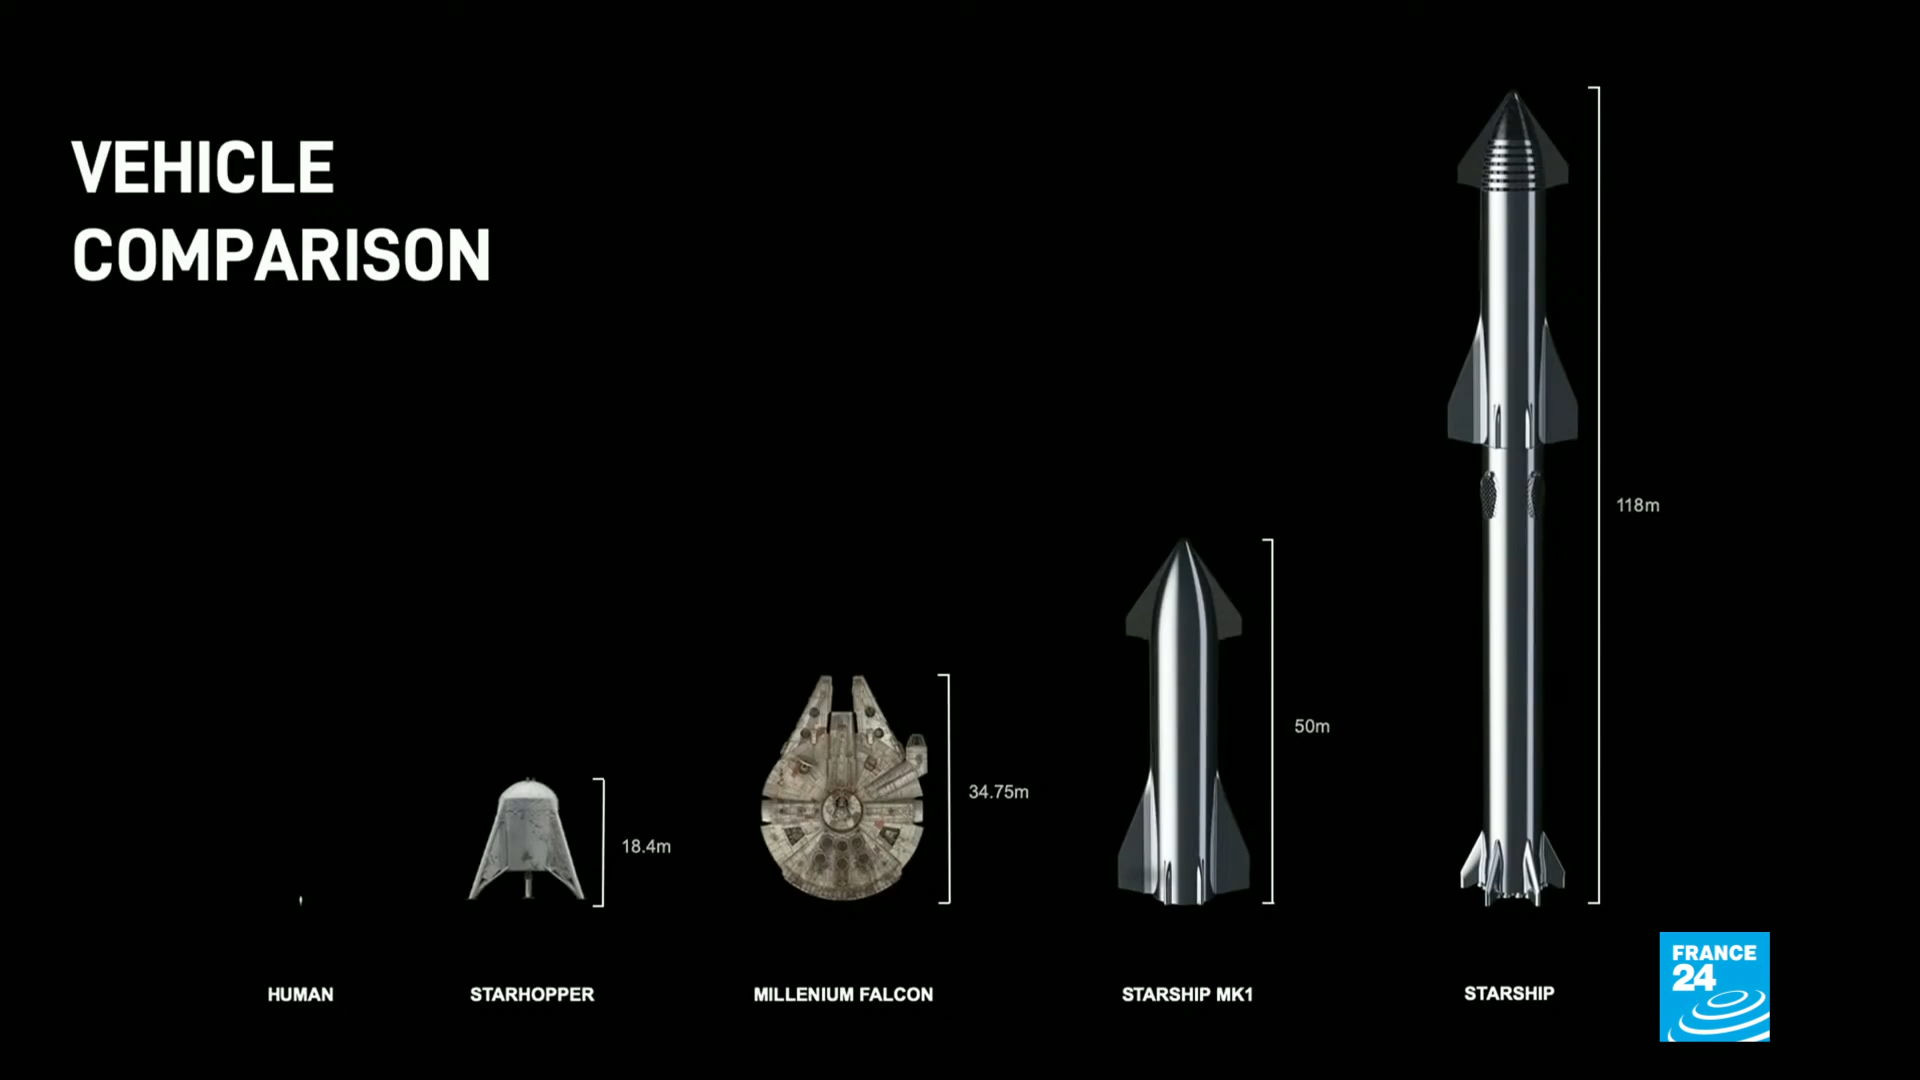 VEHICLE
COMPARISON
118m
50m
34.75m
18.4m
HUMAN
STARHOPPER
MILLENIUM FALCON
STARSHIP MK1
STARSHIP
FRANCE
24